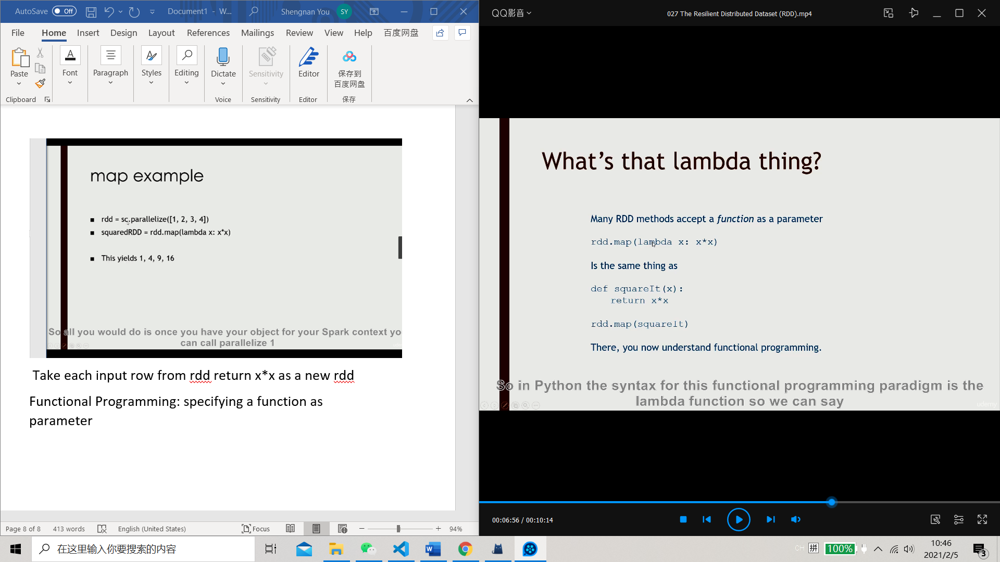 AutoSave Off Document1 - W... Shengnan You SY
File Home Insert Design Layout References Mailings Review View Help 百度网盘
Paste Font Paragraph Styles Editing Dictate Sensitivity Editor 保存到
百度网盘
Clipboard Voice Sensitivity Editor 保存
map example
rdd = sc.parallelize([1, 2, 3, 4])
squaredRDD = rdd.map(lambda x: x*x)
This yields 1, 4, 9, 16
So all you would do is once you have your object for your Spark context yo
can call parallelize 1
Take each input row from rdd return x*x as a new rdd
Functional Programming: specifying a function as
parameter
Page 8 of 8 413 words English (United States) Focus 94%
QQ影音 027 The Resilient Distributed Dataset (RDD).mp4
What's that lambda thing?
Many RDD methods accept a function as a parameter
rdd.map(lambda x: x*x)
Is the same thing as
def squareIt(x):
return x*x
rdd.map(squareIt)
There, you now understand functional programming.
So in Python the syntax for this functional programming paradigm is the
lambda function so we can say
udemy
00:06:56 / 00:10:14
在这里输入你要搜索的内容
CH 拼 100% 10:46
2021/2/5 3